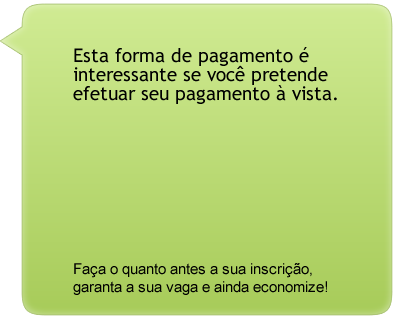 Esta forma de pagamento é
interessante se você pretende
efetuar seu pagamento à vista.
Faça o quanto antes a sua inscrição,
garanta a sua vaga e ainda economize!